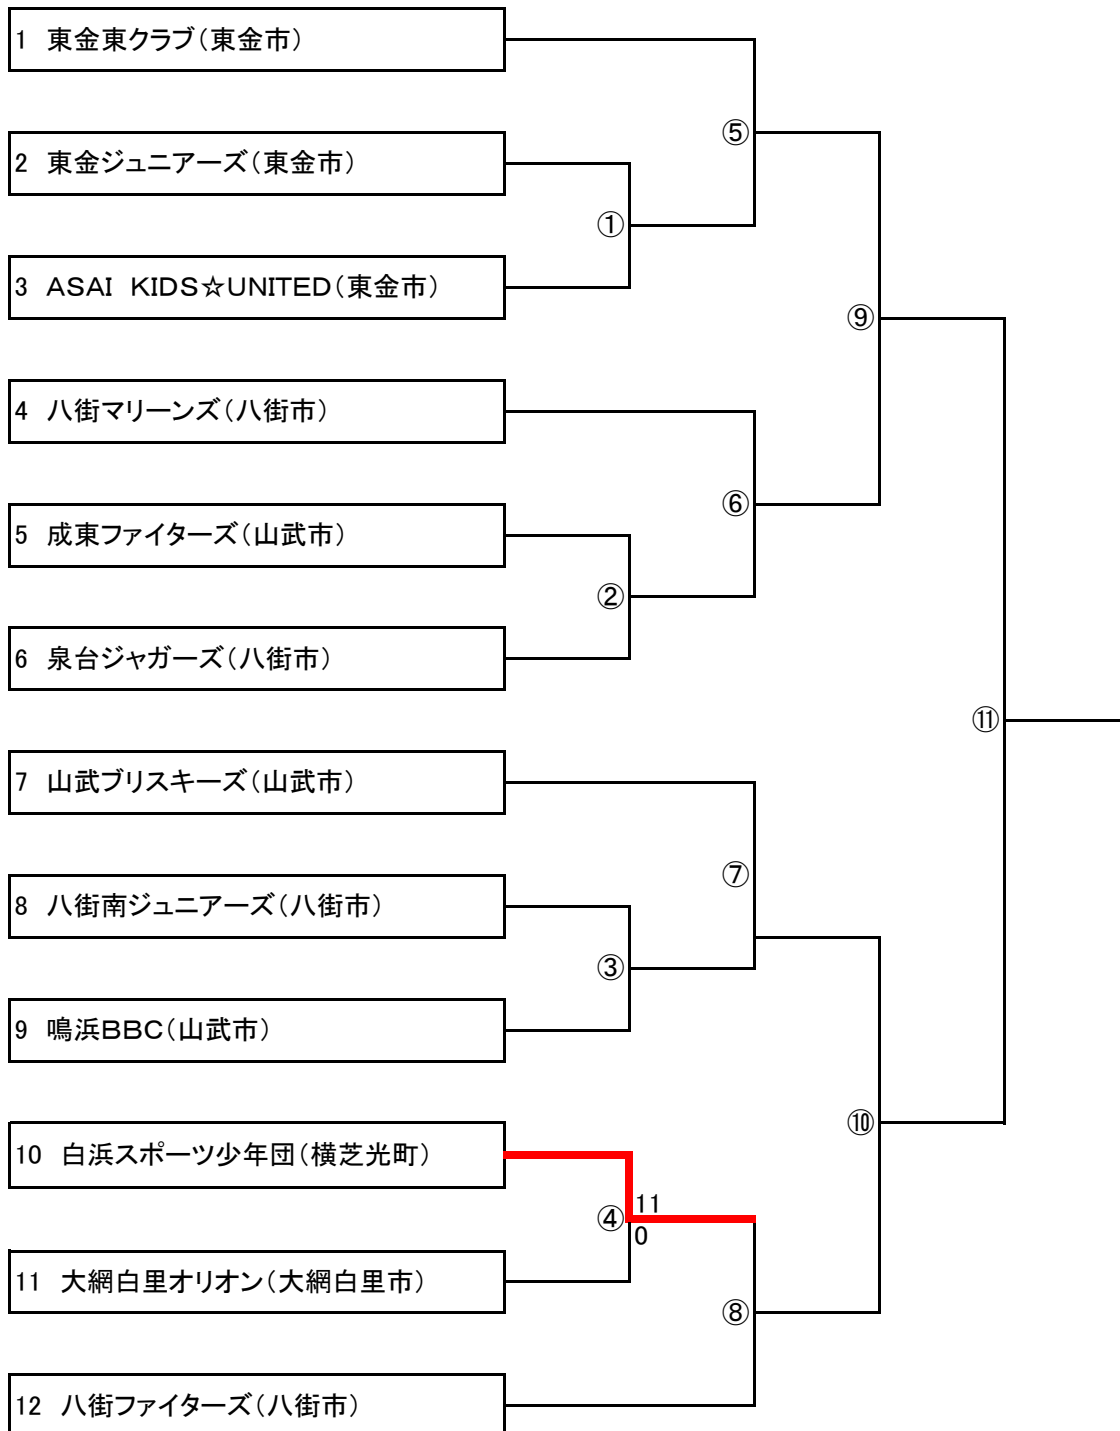 1 東金東クラブ（東金市）
⑤
2 東金ジュニアーズ（東金市）
①
3 ASAI KIDS☆UNITED（東金市）
⑨
4 八街マリーンズ（八街市）
⑥
5 成東ファイターズ（山武市）
②
6 泉台ジャガーズ（八街市）
⑪
7 山武ブリスキーズ（山武市）
⑦
8 八街南ジュニアーズ（八街市）
③
9 鳴浜BBC（山武市）
⑩
10 白浜スポーツ少年団（横芝光町）
11
④
0
11 大網白里オリオン（大網白里市）
⑧
12 八街ファイターズ（八街市）